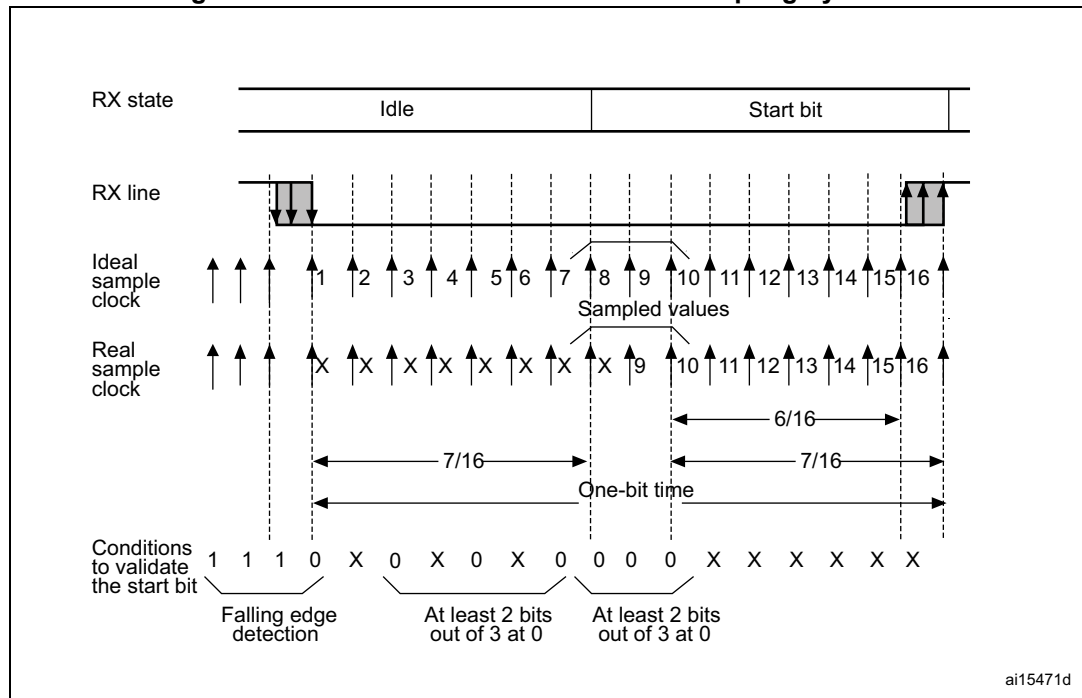 RX state
Idle
Start bit
RX line
Ideal
sample
clock
1 2 3 4 5 6 7 8 9 10 11 12 13 14 15 16
Sampled values
Real
sample
clock
X X X X X X X X 9 10 11 12 13 14 15 16
6/16
7/16
7/16
One-bit time
Conditions
to validate
the start bit
1 1 1 0 X 0 X 0 X 0 0 0 0 X X X X X X
Falling edge
detection
At least 2 bits
out of 3 at 0
At least 2 bits
out of 3 at 0
ai15471d